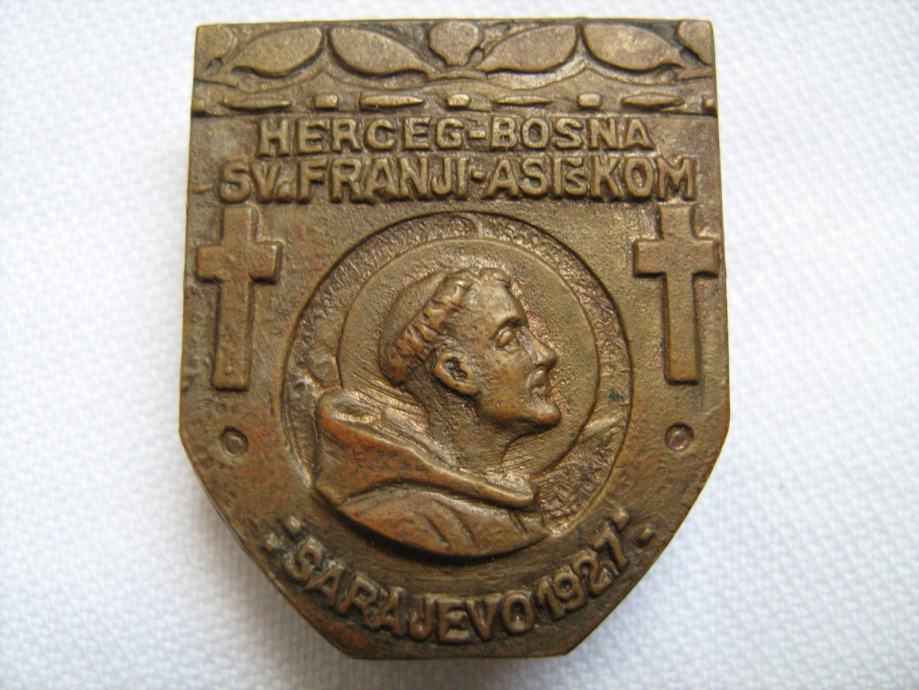 HERCEG-BOSNA
SV. FRANJI-ASIŠKOM
SARAJEVO 1927